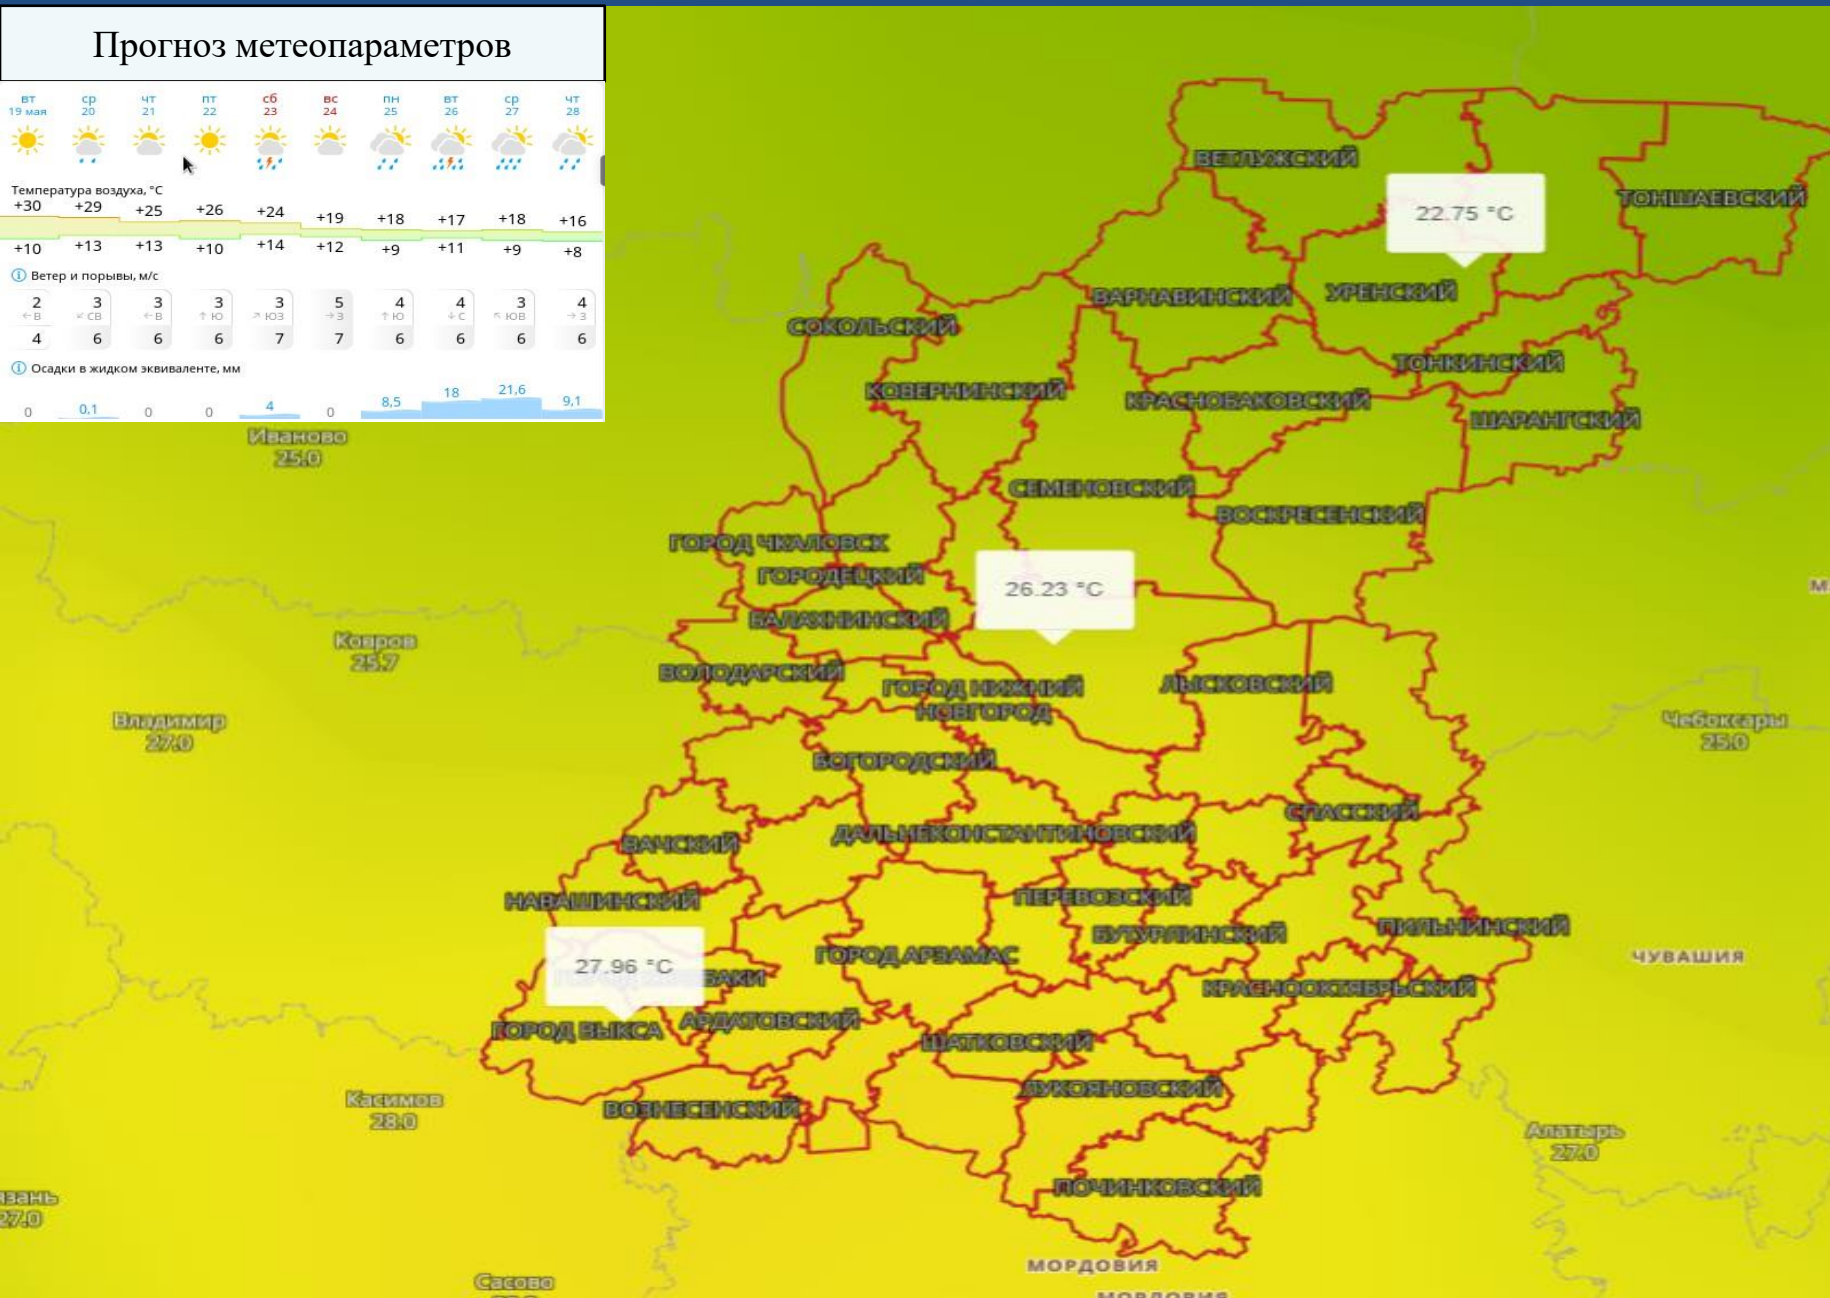 Прогноз метеопараметров
вт ср чт пт сб вс пн вт ср чт
19 мая 20 21 22 23 24 25 26 27 28
Температура воздуха, °C
+30 +29 +25 +26 +24 +19 +18 +17 +18 +16
+10 +13 +13 +10 +14 +12 +9 +11 +9 +8
Ветер и порывы, м/с
2 3 3 3 3 5 4 4 3 4
←В ↙СВ ←В ↑Ю ↗ЮЗ →З ↑Ю ↓С ↖ЮВ →З
4 6 6 6 7 7 6 6 6 6
Осадки в жидком эквиваленте, мм
0 0,1 0 0 4 0 8,5 18 21,6 9,1
ВЕТЛУЖСКИЙ
ТОНШАЕВСКИЙ
22.75 °C
ВАРНАВИНСКИЙ
УРЕНСКИЙ
СОКОЛЬСКИЙ
ТОНКИНСКИЙ
КОВЕРНИНСКИЙ
КРАСНОБАКОВСКИЙ
ШАРАНГСКИЙ
Иваново
25.0
СЕМЕНОВСКИЙ
ВОСКРЕСЕНСКИЙ
ГОРОД ЧКАЛОВСК
ГОРОДЕЦКИЙ
26.23 °C
М
БАЛАХНИНСКИЙ
Ковров
25.7
ВОЛОДАРСКИЙ
ГОРОД НИЖНИЙ
НОВГОРОД
ЛЫСКОВСКИЙ
Владимир
27.0
Чебоксары
25.0
БОГОРОДСКИЙ
СПАССКИЙ
ВАЧСКИЙ
ДАЛЬНЕКОНСТАНТИНОВСКИЙ
НАВАШИНСКИЙ
ПЕРЕВОЗСКИЙ
БУТУРЛИНСКИЙ
ПИЛЬНИНСКИЙ
27.96 °C
БАКИ
ГОРОД АРЗАМАС
ЧУВАШИЯ
КРАСНООКТЯБРЬСКИЙ
ГОРОД ВЫКСА
АРДАТОВСКИЙ
ШАТКОВСКИЙ
ЛУКОЯНОВСКИЙ
Касимов
28.0
ВОЗНЕСЕНСКИЙ
Алатырь
27.0
язань
27.0
ПОЧИНКОВСКИЙ
МОРДОВИЯ
Сасово
МОРДОВИЯ